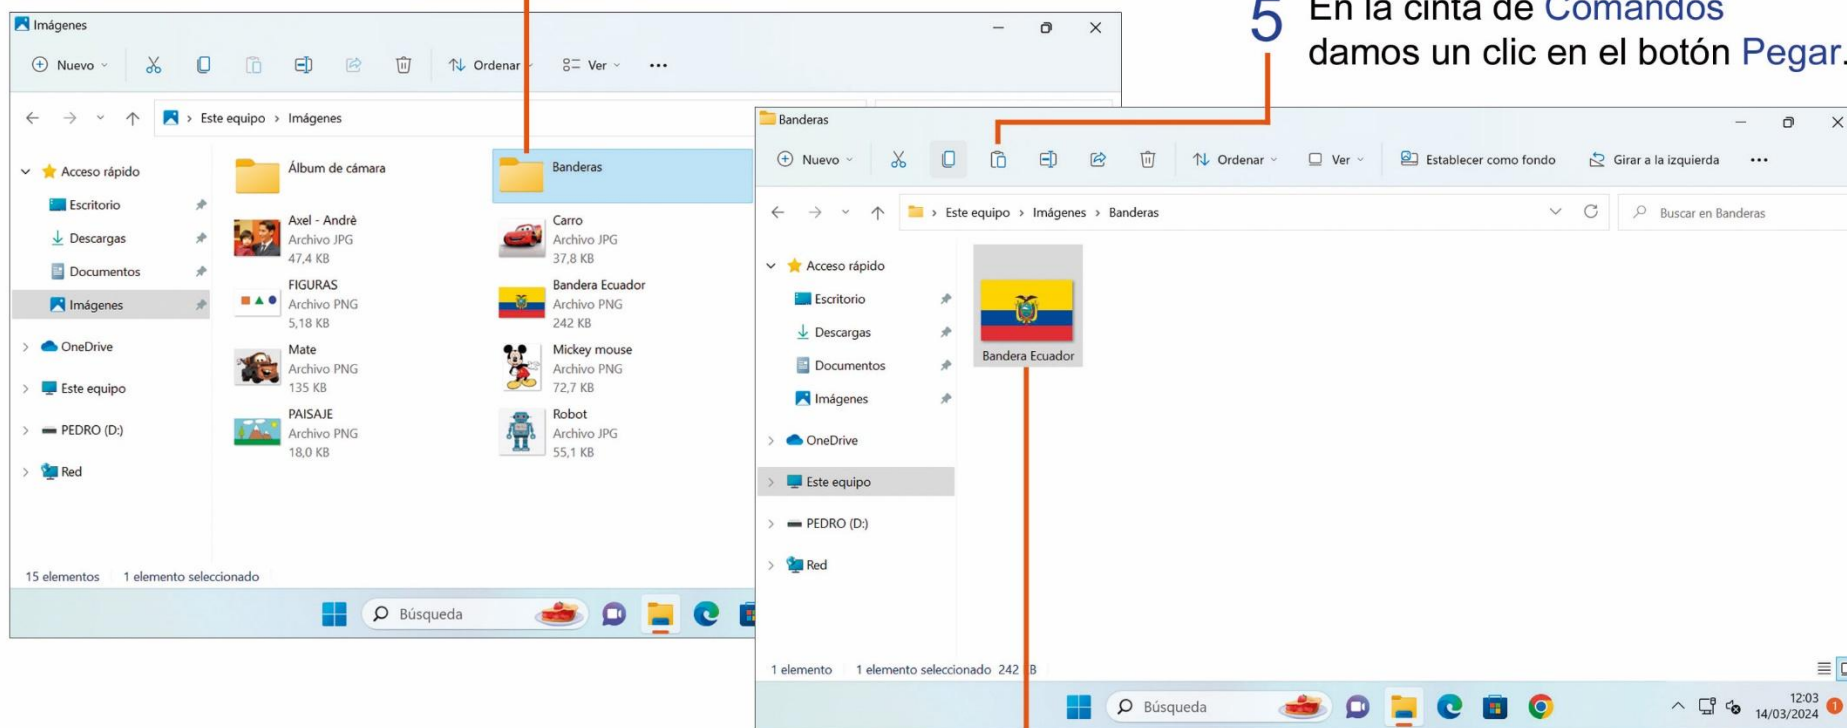 5 En la cinta de Comandos
damos un clic en el botón Pegar.
Imágenes
Nuevo
Ordenar
Ver
Este equipo > Imágenes
Acceso rápido
Escritorio
Descargas
Documentos
Imágenes
OneDrive
Este equipo
PEDRO (D:)
Red
Álbum de cámara
Banderas
Axel - Andrè
Archivo JPG
47,4 KB
Carro
Archivo JPG
37,8 KB
FIGURAS
Archivo PNG
5,18 KB
Bandera Ecuador
Archivo PNG
242 KB
Mate
Archivo PNG
135 KB
Mickey mouse
Archivo PNG
72,7 KB
PAISAJE
Archivo PNG
18,0 KB
Robot
Archivo JPG
55,1 KB
15 elementos 1 elemento seleccionado
Búsqueda
Banderas
Nuevo
Ordenar
Ver
Establecer como fondo
Girar a la izquierda
Este equipo > Imágenes > Banderas
Buscar en Banderas
Acceso rápido
Escritorio
Descargas
Documentos
Imágenes
OneDrive
Este equipo
PEDRO (D:)
Red
Bandera Ecuador
1 elemento 1 elemento seleccionado 242
Búsqueda
12:03
14/03/2024
1